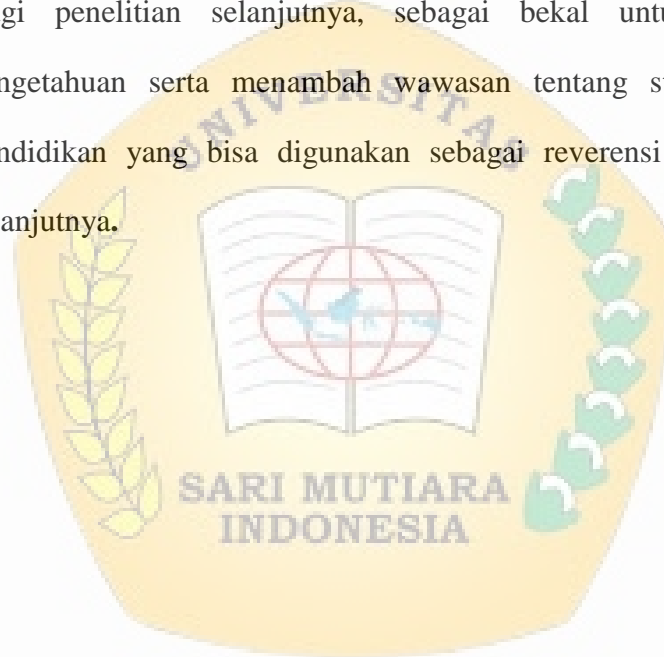 gi penelitian selanjutnya, sebagai bekal untu
ngetahuan serta menambah wawasan tentang su
ndidikan yang bisa digunakan sebagai reverensi
anjutnya.
UNIVERSITAS
SARI MUTIARA
INDONESIA